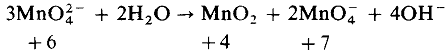 3MnO₄²⁻ + 2H₂O → MnO₂ + 2MnO₄⁻ + 4OH⁻
+6 +4 +7